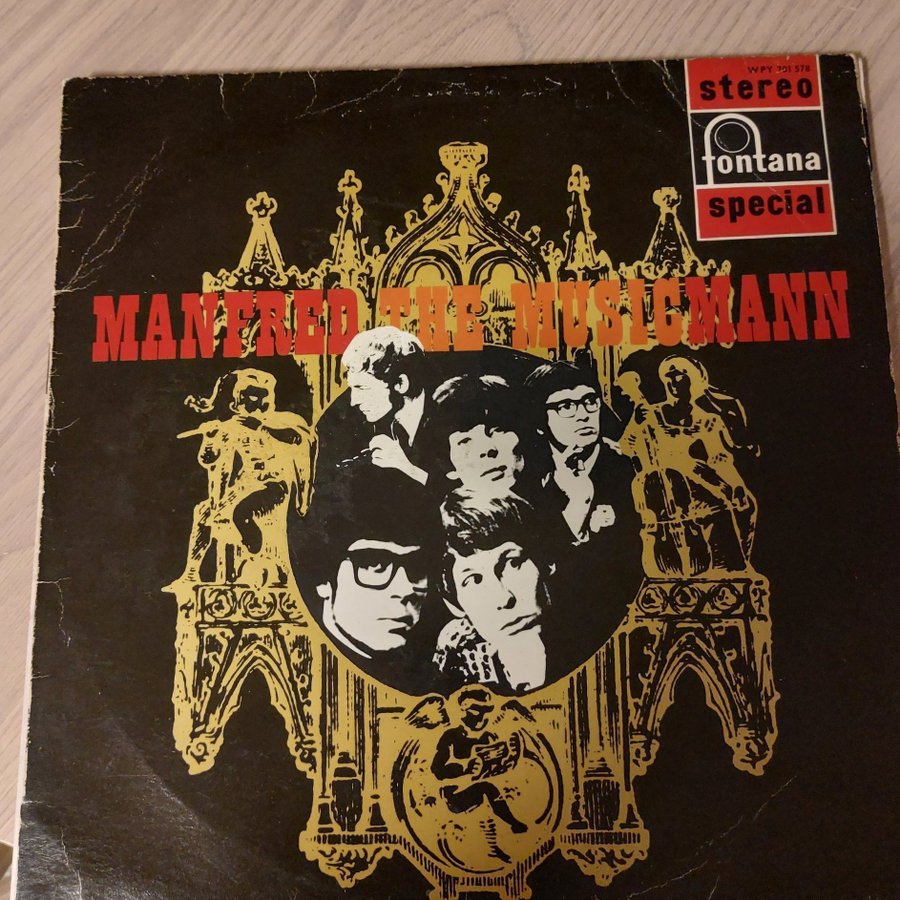 WPY 701 578
stereo
fontana
special
MANFRED THE MUSICMANN